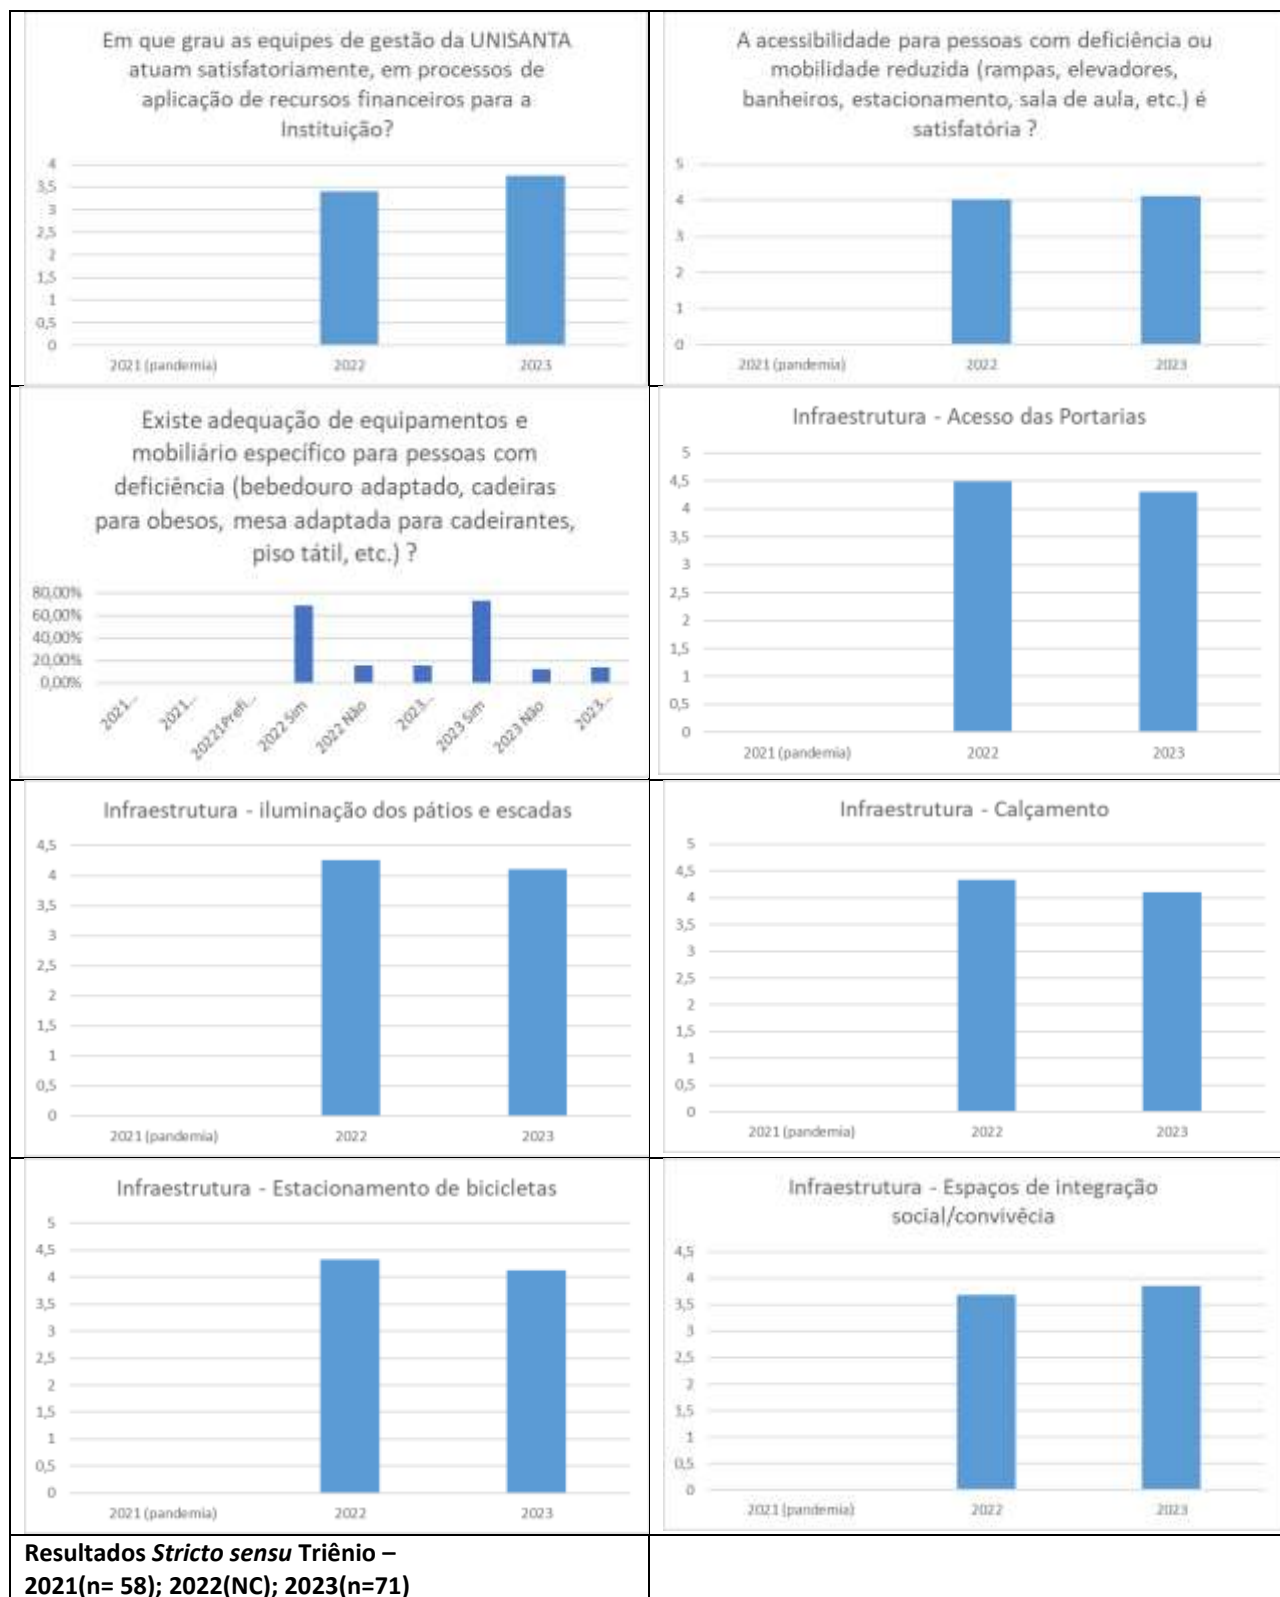 Em que grau as equipes de gestão da UNISANTA
atuam satisfatoriamente, em processos de
aplicação de recursos financeiros para a
Instituição?
4
3,5
3
2,5
2
1,5
1
0,5
0
2021 (pandemia) 2022 2023
A acessibilidade para pessoas com deficiência ou
mobilidade reduzida (rampas, elevadores,
banheiros, estacionamento, sala de aula, etc.) é
satisfatória ?
5
4
3
2
1
0
2021 (pandemia) 2022 2023
Existe adequação de equipamentos e
mobiliário específico para pessoas com
deficiência (bebedouro adaptado, cadeiras
para obesos, mesa adaptada para cadeirantes,
piso tátil, etc.) ?
80,00%
60,00%
40,00%
20,00%
0,00%
2021...
2021...
20221Prefi...
2022 Sim
2022 Não
2023...
2023 Sim
2023 Não
2023...
Infraestrutura - Acesso das Portarias
5
4,5
4
3,5
3
2,5
2
1,5
1
0,5
0
2021 (pandemia) 2022 2023
Infraestrutura - iluminação dos pátios e escadas
4,5
4
3,5
3
2,5
2
1,5
1
0,5
0
2021 (pandemia) 2022 2023
Infraestrutura - Calçamento
5
4,5
4
3,5
3
2,5
2
1,5
1
0,5
0
2021 (pandemia) 2022 2023
Infraestrutura - Estacionamento de bicicletas
5
4,5
4
3,5
3
2,5
2
1,5
1
0,5
0
2021 (pandemia) 2022 2023
Infraestrutura - Espaços de integração
social/convivêcia
4,5
4
3,5
3
2,5
2
1,5
1
0,5
0
2021 (pandemia) 2022 2023
Resultados Stricto sensu Triênio –
2021(n= 58); 2022(NC); 2023(n=71)